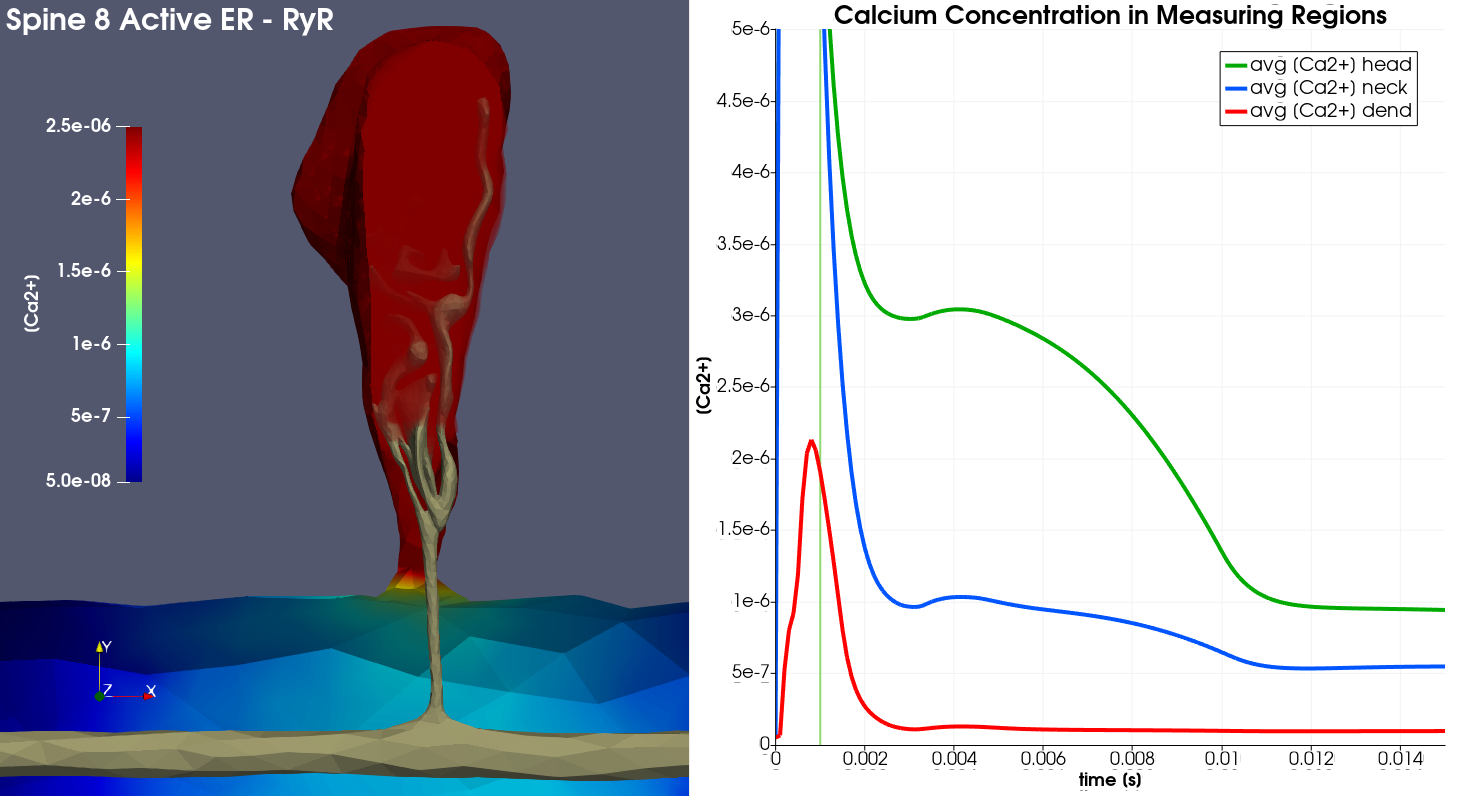 Spine 8 Active ER - RyR
2.5e-06
2e-6
1.5e-6
1e-6
5e-7
5.0e-08
(Ca2+)
Y
Z
X
Calcium Concentration in Measuring Regions
avg (Ca2+) head
avg (Ca2+) neck
avg (Ca2+) dend
5e-6
4.5e-6
4e-6
3.5e-6
3e-6
2.5e-6
2e-6
1.5e-6
1e-6
5e-7
0
(Ca2+)
0 0.002 0.004 0.006 0.008 0.01 0.012 0.014
time (s)